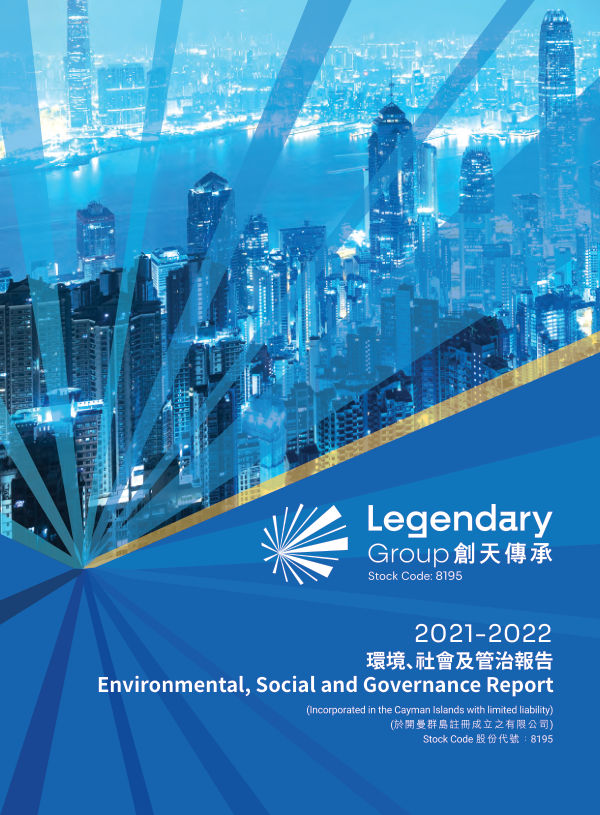 Legendary
Group 創天傳承
Stock Code: 8195
2021-2022
環境、社會及管治報告
Environmental, Social and Governance Report
(Incorporated in the Cayman Islands with limited liability)
(於開曼群島註冊成立之有限公司)
Stock Code 股份代號：8195